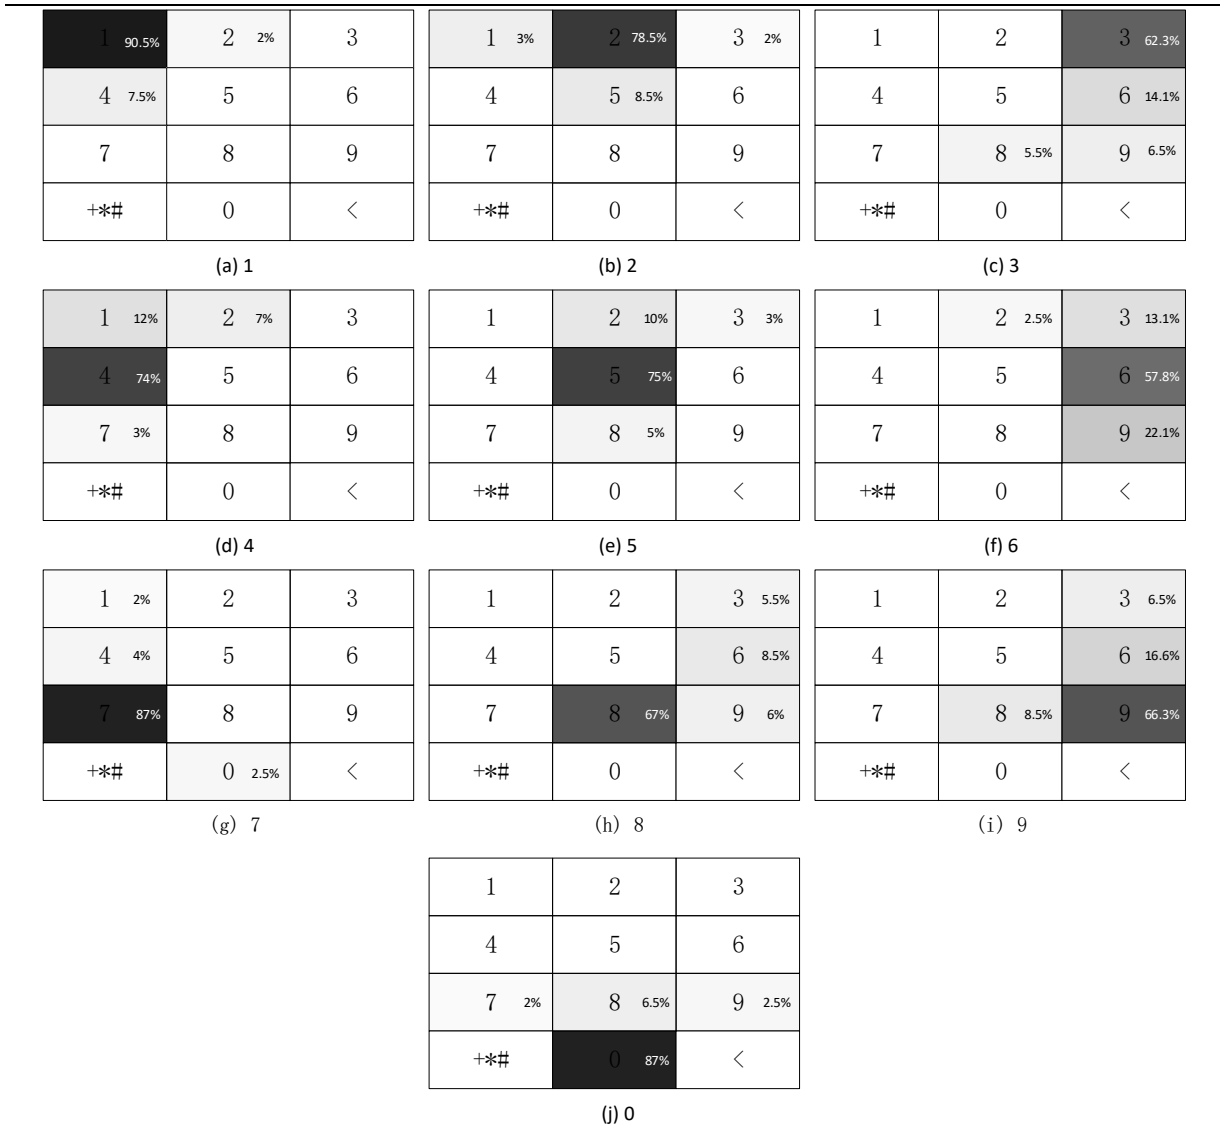 1 90.5% 2 2% 3 1 3% 2 78.5% 3 2% 1 2 3 62.3%
4 7.5% 5 6 4 5 8.5% 6 4 5 6 14.1%
7 8 9 7 8 9 7 8 5.5% 9 6.5%
+*# 0 < +*# 0 < +*# 0 <
(a) 1 (b) 2 (c) 3
1 12% 2 7% 3 1 2 10% 3 3% 1 2 2.5% 3 13.1%
4 74% 5 6 4 5 75% 6 4 5 6 57.8%
7 3% 8 9 7 8 5% 9 7 8 9 22.1%
+*# 0 < +*# 0 < +*# 0 <
(d) 4 (e) 5 (f) 6
1 2% 2 3 1 2 3 5.5% 1 2 3 6.5%
4 4% 5 6 4 5 6 8.5% 4 5 6 16.6%
7 87% 8 9 7 8 67% 9 6% 7 8 8.5% 9 66.3%
+*# 0 2.5% < +*# 0 < +*# 0 <
(g) 7 (h) 8 (i) 9
1 2 3
4 5 6
7 2% 8 6.5% 9 2.5%
+*# 0 87% <
(j) 0